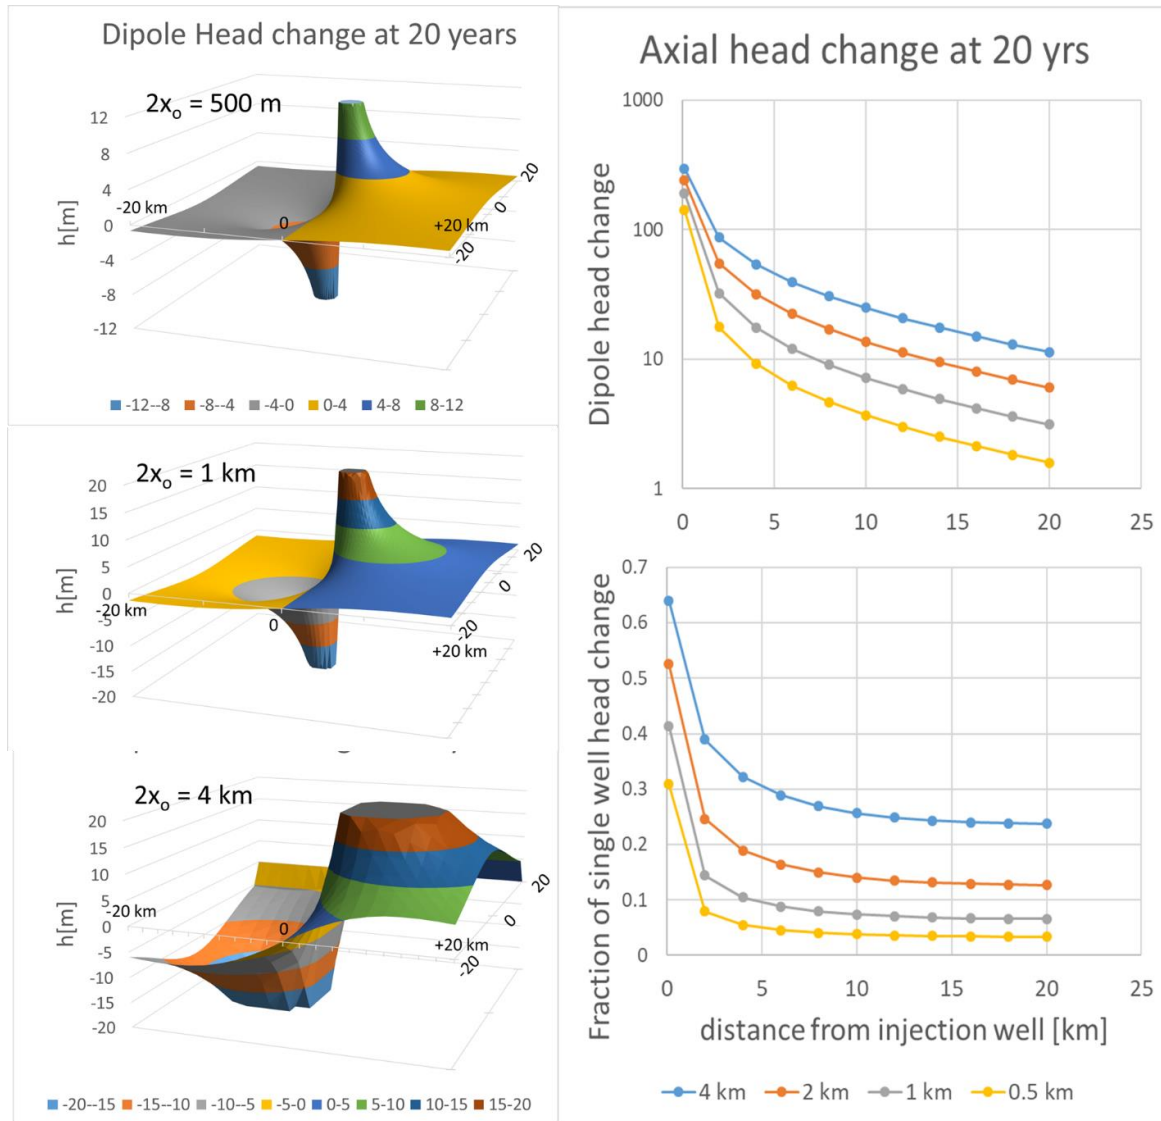 Dipole Head change at 20 years
2xo = 500 m
12
8
4
0
-4
-8
-12
h[m]
-20 km
0
+20 km
20
0
-20
-12--8 -8--4 -4-0 0-4 4-8 8-12
2xo = 1 km
20
15
10
5
0
-5
-10
-15
-20
h[m]
-20 km
0
+20 km
20
0
-20
2xo = 4 km
20
15
10
5
0
-5
-10
-15
-20
h[m]
-20 km
0
+20 km
20
0
-20
-20--15 -15--10 -10--5 -5-0 0-5 5-10 10-15 15-20
Axial head change at 20 yrs
Dipole head change
1000
100
10
1
0 5 10 15 20 25
Fraction of single well head change
0.7
0.6
0.5
0.4
0.3
0.2
0.1
0
0 5 10 15 20 25
distance from injection well [km]
4 km 2 km 1 km 0.5 km